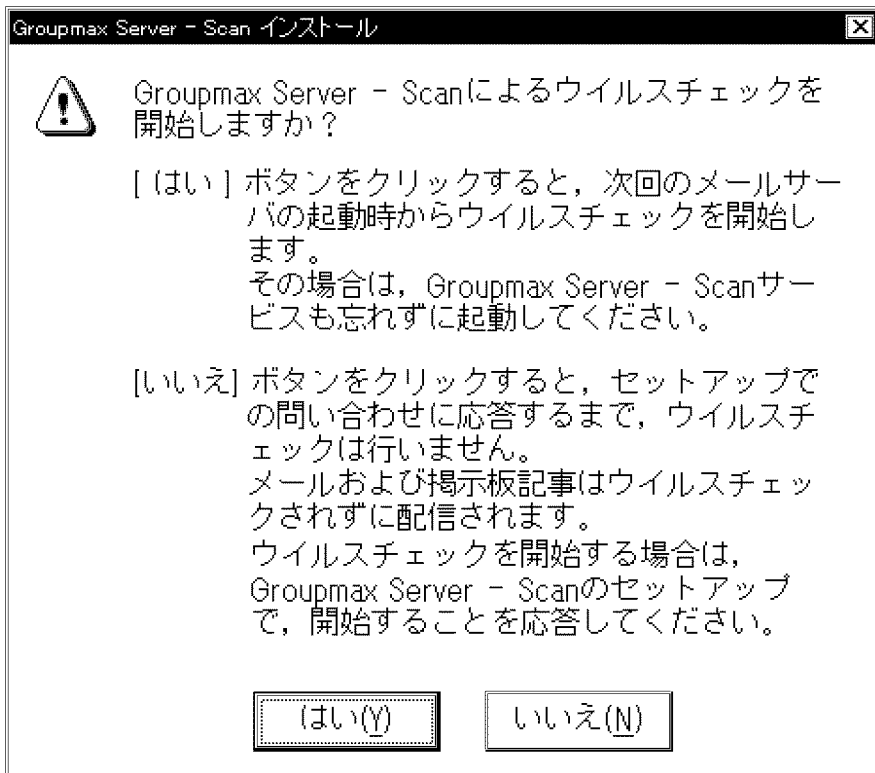 Groupmax Server - Scan インストール
Groupmax Server - Scanによるウイルスチェックを
開始しますか？
[ はい ] ボタンをクリックすると，次回のメールサー
バの起動時からウイルスチェックを開始し
ます。
その場合は，Groupmax Server - Scanサー
ビスも忘れずに起動してください。
[いいえ] ボタンをクリックすると，セットアップで
の問い合わせに応答するまで，ウイルスチ
ェックは行いません。
メールおよび掲示板記事はウイルスチェッ
クされずに配信されます。
ウイルスチェックを開始する場合は，
Groupmax Server - Scanのセットアップ
で，開始することを応答してください。
はい(Y)
いいえ(N)